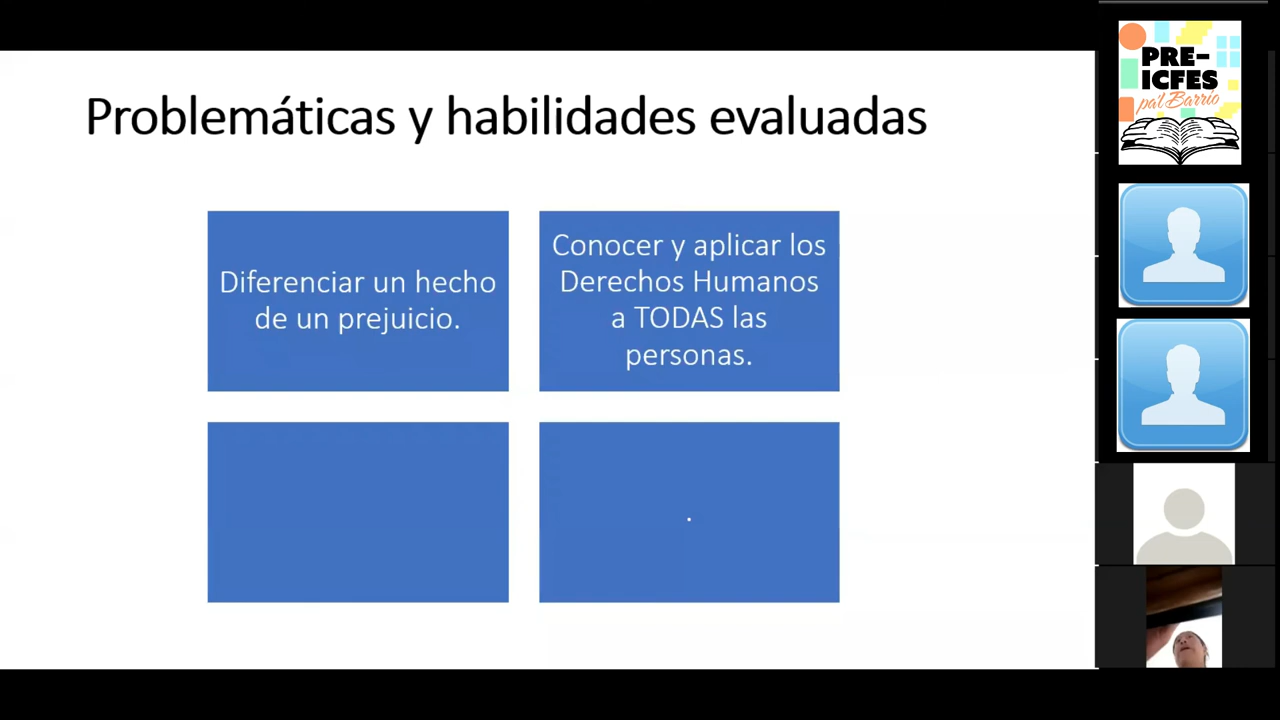 Problemáticas y habilidades evaluadas
Diferenciar un hecho
de un prejuicio.
Conocer y aplicar los
Derechos Humanos
a TODAS las
personas.
.
PRE-
ICFES
pa'l Barrio